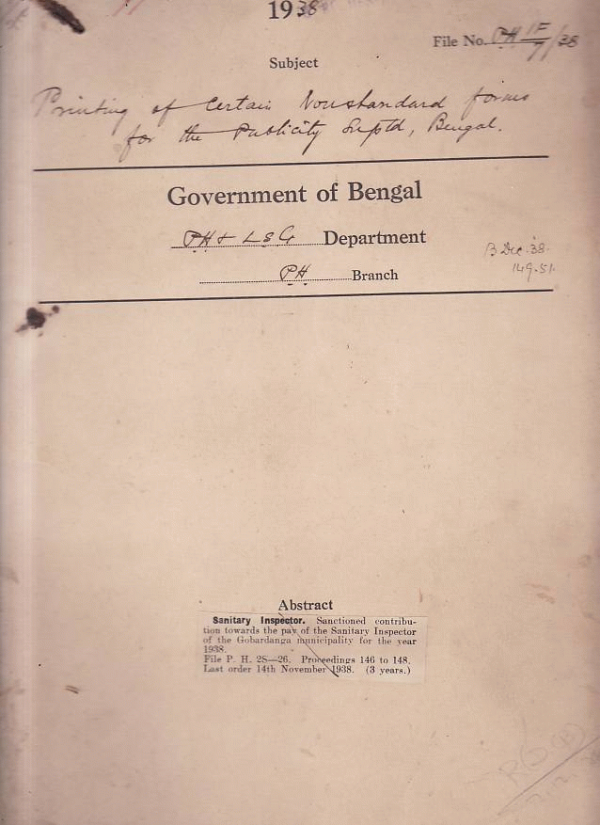 1938
File No. PH 1F/7/38
Subject
Printing of certain Nonstandard forms
for the Publicity Suptd, Bengal.
Government of Bengal
PH & LSG Department
B Dec. '38.
149-51.
PH Branch
Abstract
Sanitary Inspector. Sanctioned contribu-
tion towards the pay of the Sanitary Inspector
of the Gobardanga municipality for the year
1938.
File P. H. 2S—26. Proceedings 146 to 148.
Last order 14th November 1938. (3 years.)